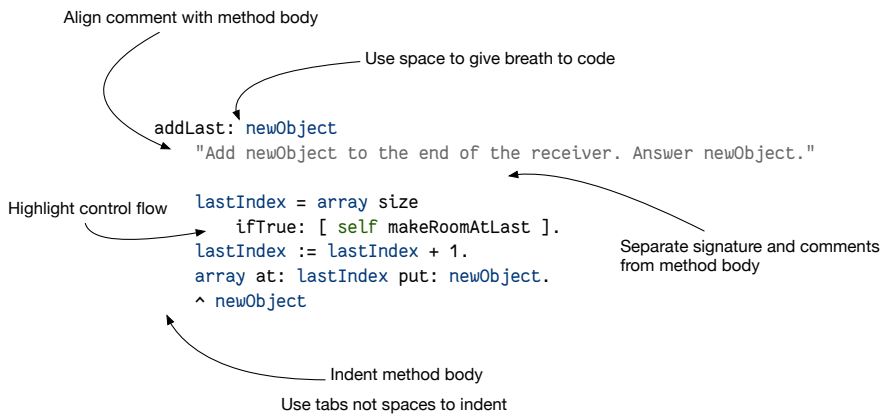 Align comment with method body
Use space to give breath to code
addLast: newObject
"Add newObject to the end of the receiver. Answer newObject."
lastIndex = array size
Highlight control flow
ifTrue: [ self makeRoomAtLast ].
lastIndex := lastIndex + 1.
array at: lastIndex put: newObject.
^ newObject
Separate signature and comments
from method body
Indent method body
Use tabs not spaces to indent